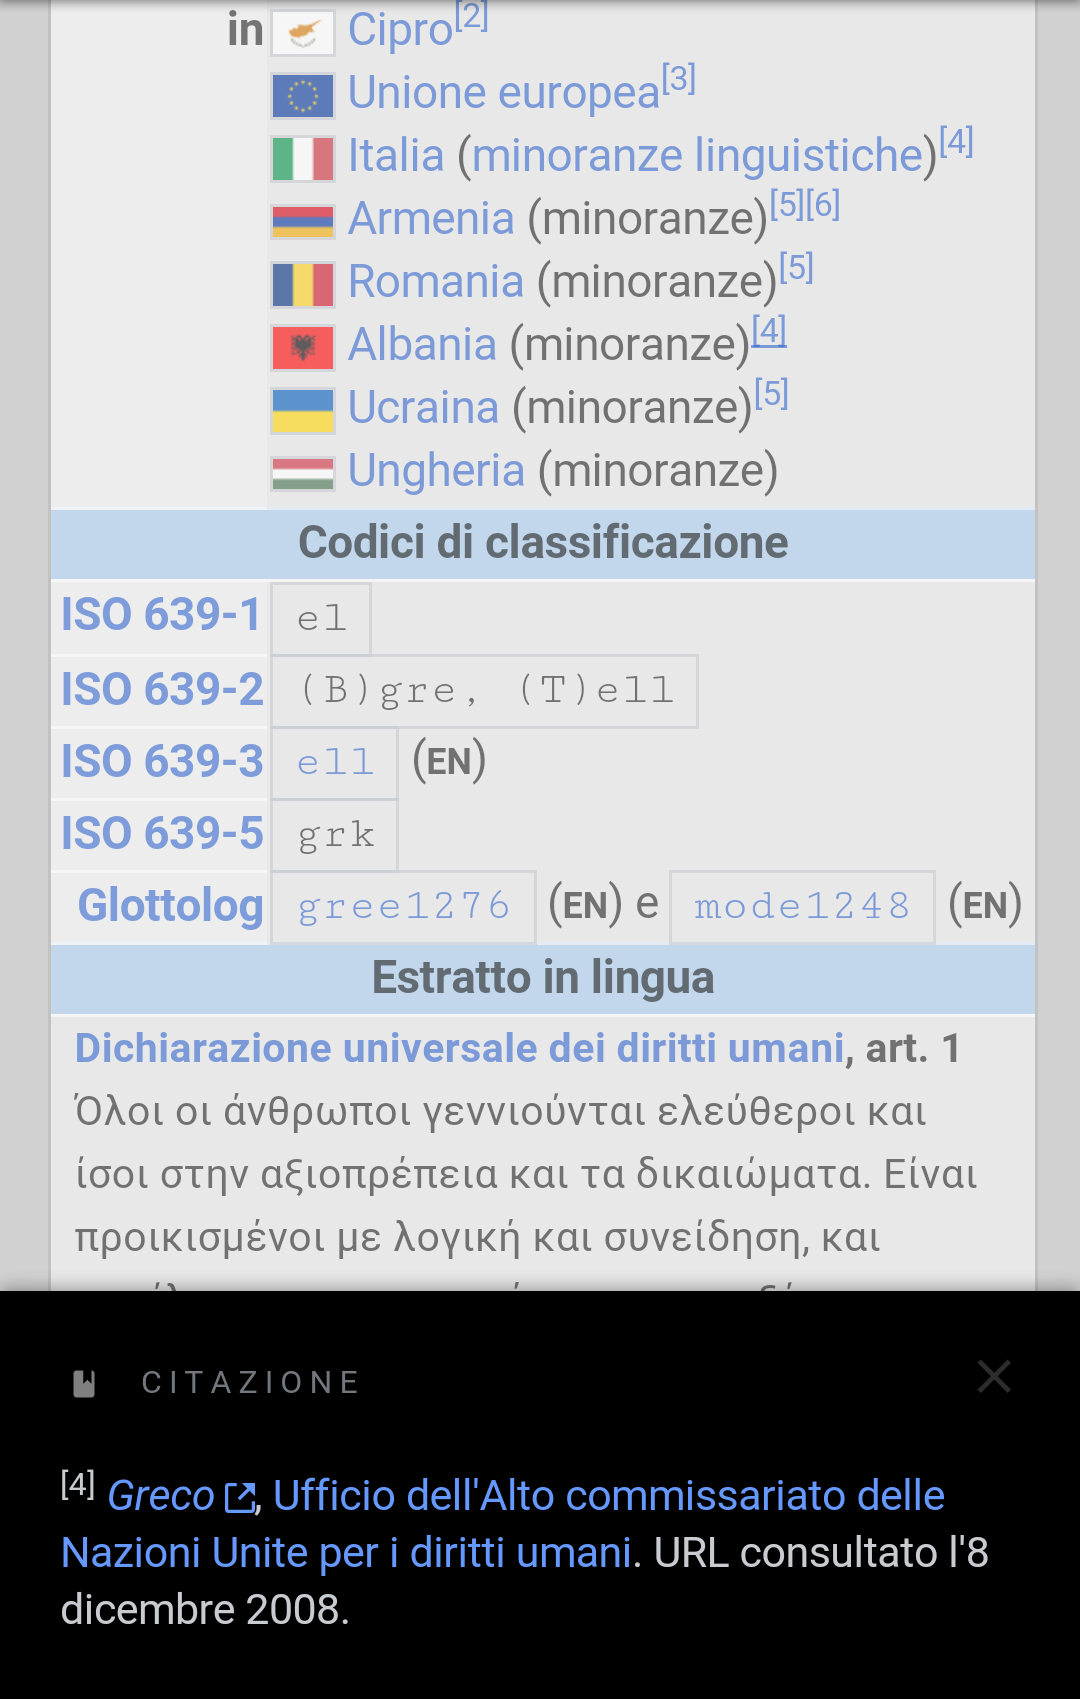 in Cipro[2]
Unione europea[3]
Italia (minoranze linguistiche)[4]
Armenia (minoranze)[5][6]
Romania (minoranze)[5]
Albania (minoranze)[4]
Ucraina (minoranze)[5]
Ungheria (minoranze)
Codici di classificazione
ISO 639-1 el
ISO 639-2 (B)gre, (T)ell
ISO 639-3 ell (EN)
ISO 639-5 grk
Glottolog gree1276 (EN) e mode1248 (EN)
Estratto in lingua
Dichiarazione universale dei diritti umani, art. 1
Όλοι οι άνθρωποι γεννιούνται ελεύθεροι και
ίσοι στην αξιοπρέπεια και τα δικαιώματα. Είναι
προικισμένοι με λογική και συνείδηση, και
CITAZIONE
[4] Greco, Ufficio dell'Alto commissariato delle
Nazioni Unite per i diritti umani. URL consultato l'8
dicembre 2008.